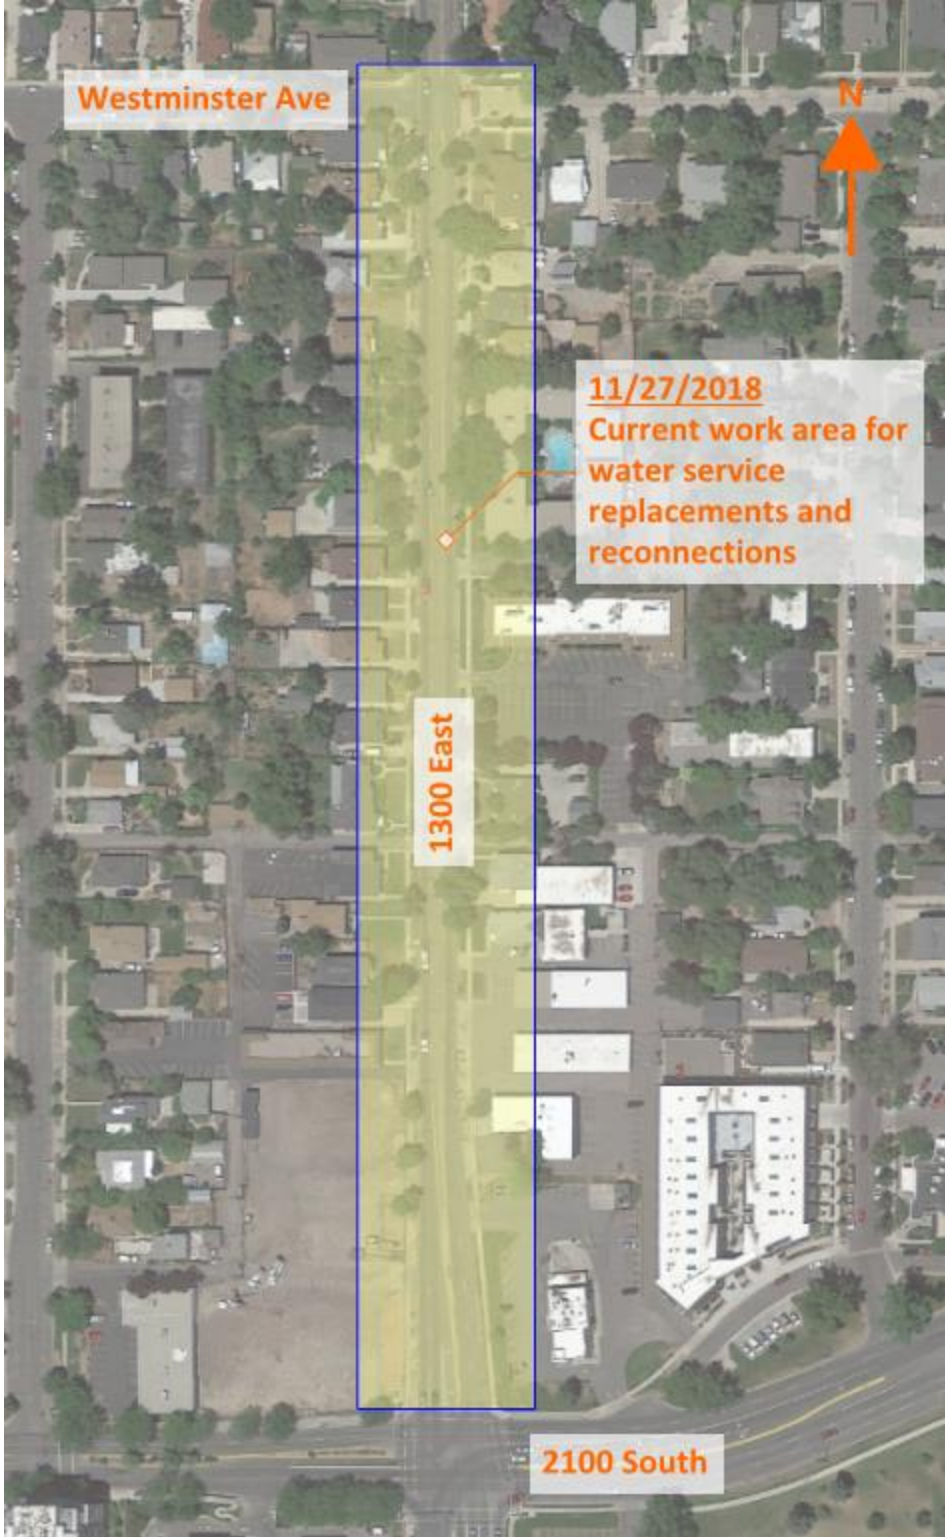 Westminster Ave
N
11/27/2018
Current work area for
water service
replacements and
reconnections
1300 East
2100 South